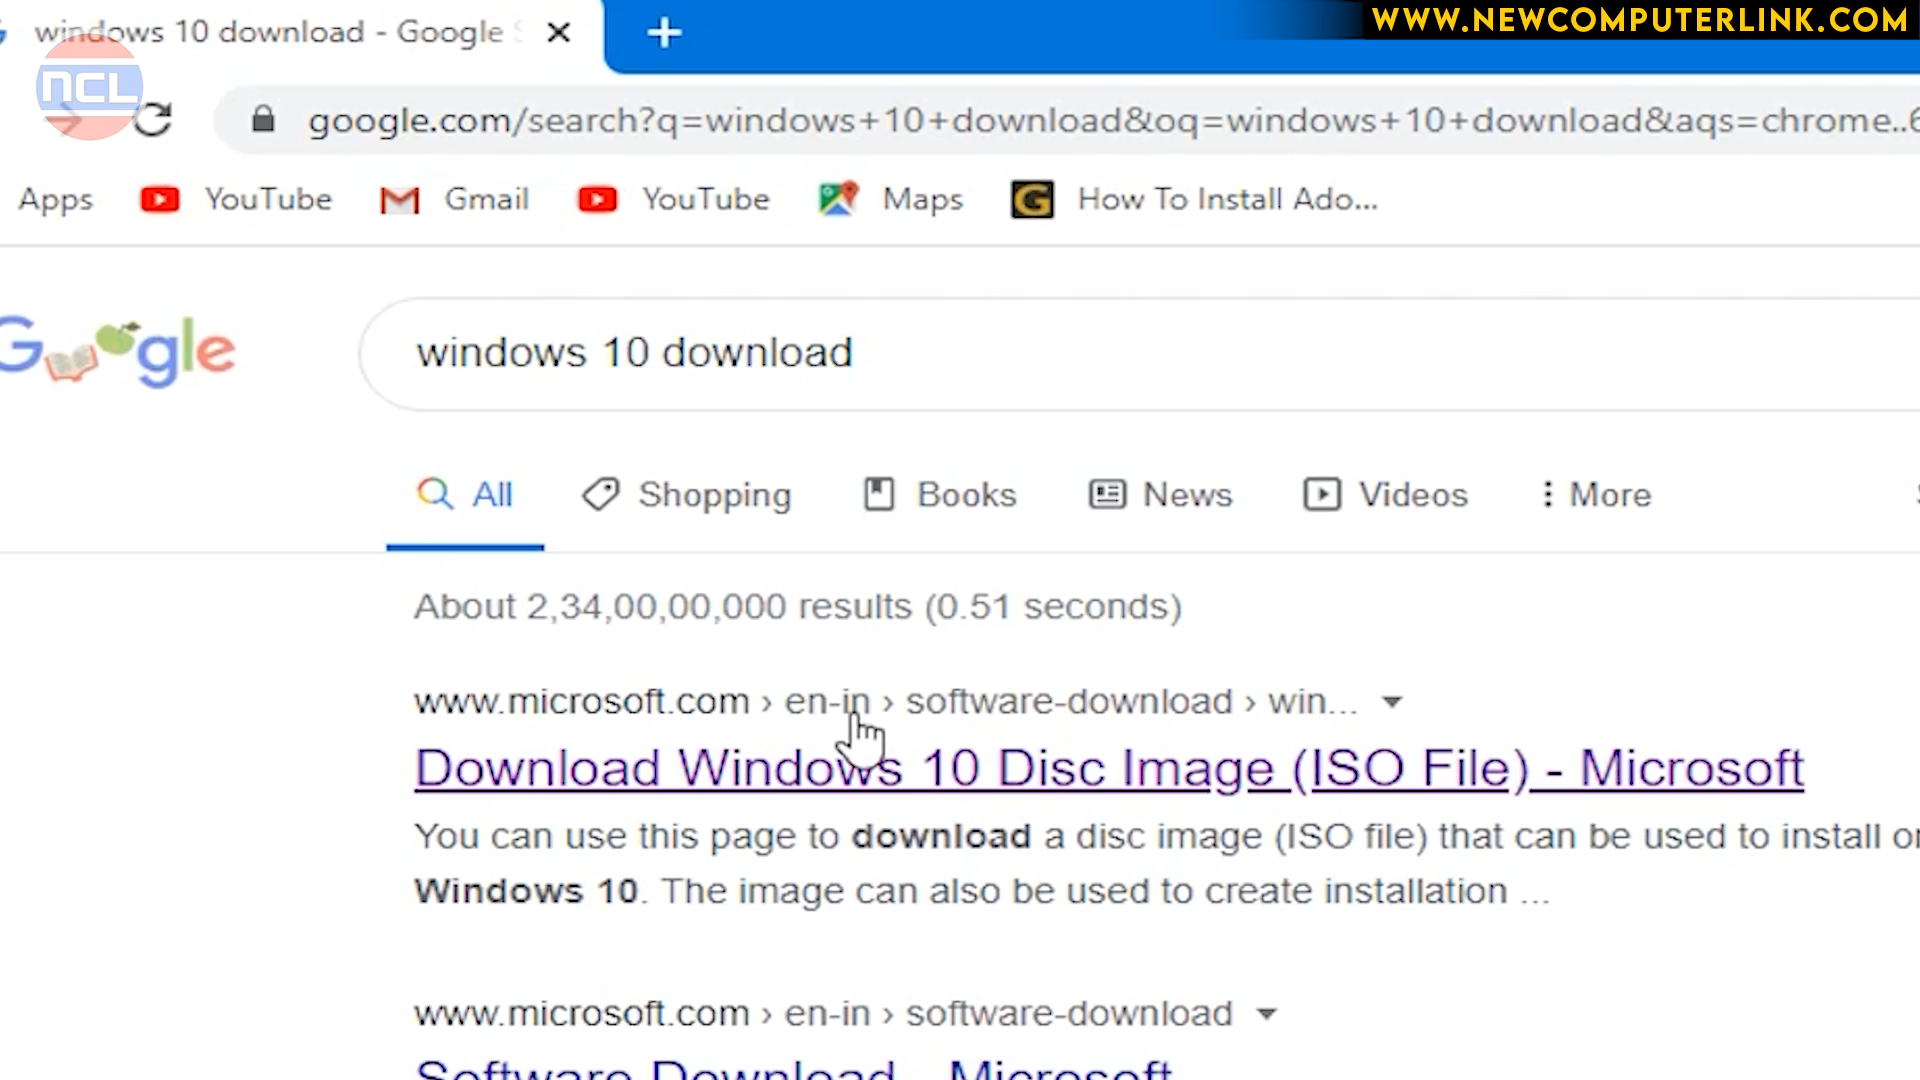 WWW.NEWCOMPUTERLINK.COM
windows 10 download - Google
NCL
google.com/search?q=windows+10+download&oq=windows+10+download&aqs=chrome..6
Apps YouTube Gmail YouTube Maps How To Install Ado...
Google
windows 10 download
All Shopping Books News Videos More
About 2,34,00,00,000 results (0.51 seconds)
www.microsoft.com › en-in › software-download › win...
Download Windows 10 Disc Image (ISO File) - Microsoft
You can use this page to download a disc image (ISO file) that can be used to install
Windows 10. The image can also be used to create installation ...
www.microsoft.com › en-in › software-download
Software Download - Microsoft